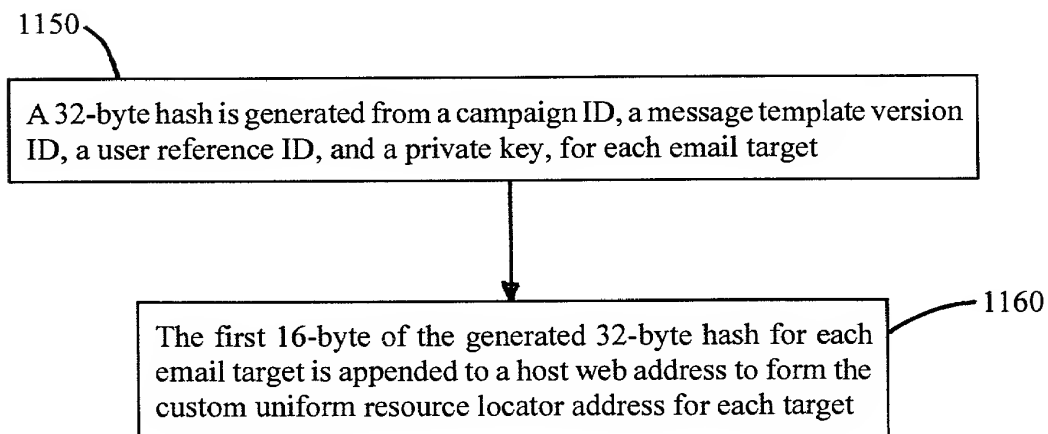 1150
A 32-byte hash is generated from a campaign ID, a message template version
ID, a user reference ID, and a private key, for each email target
1160
The first 16-byte of the generated 32-byte hash for each
email target is appended to a host web address to form the
custom uniform resource locator address for each target